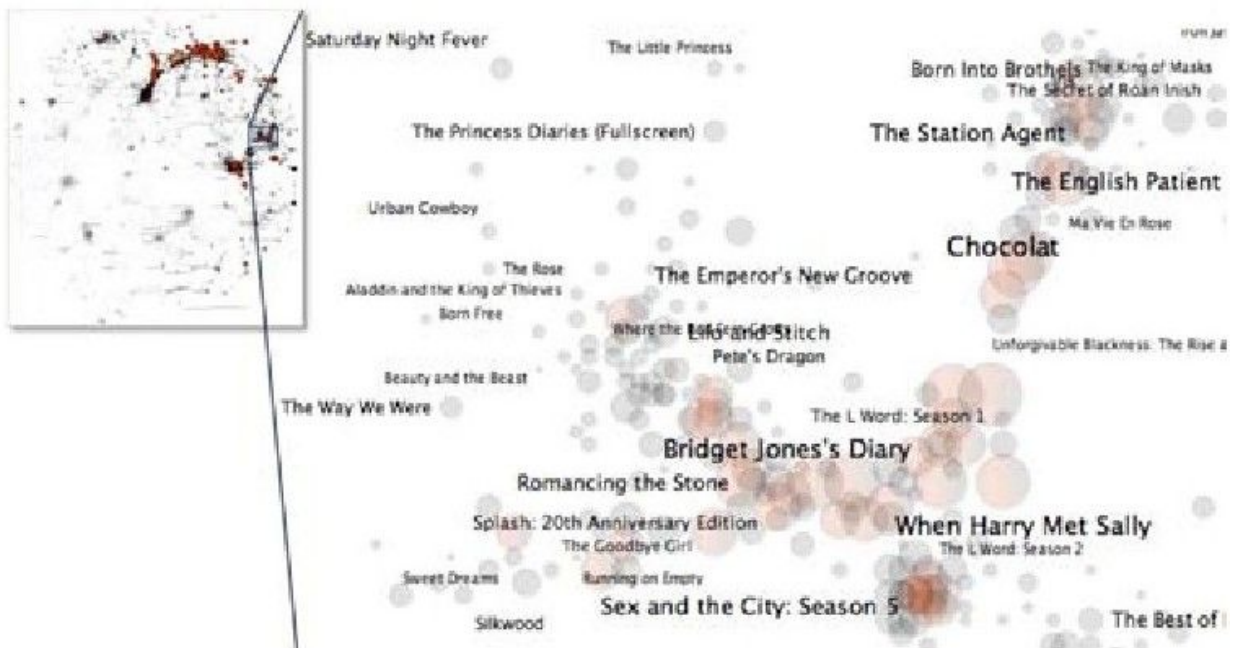 Saturday Night Fever
The Little Princess
Born Into Brothels
The King of Masks
The Secret of Roan Inish
The Princess Diaries (Fullscreen)
The Station Agent
The English Patient
Urban Cowboy
Ma Vie En Rose
Chocolat
The Rose
The Emperor's New Groove
Aladdin and the King of Thieves
Born Free
Where the
Lilo and Stitch
Unforgivable Blackness: The Rise a
Pete's Dragon
Beauty and the Beast
The Way We Were
The L Word: Season 1
Bridget Jones's Diary
Romancing the Stone
Splash: 20th Anniversary Edition
When Harry Met Sally
The Goodbye Girl
The L Word: Season 2
Sweet Dreams
Running on Empty
Sex and the City: Season 5
Silkwood
The Best of